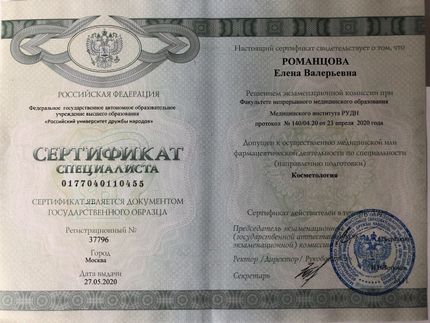 РОССИЙСКАЯ ФЕДЕРАЦИЯ
Федеральное государственное автономное образовательное
учреждение высшего образования
«Российский университет дружбы народов»
СЕРТИФИКАТ
СПЕЦИАЛИСТА
0177040110455
СЕРТИФИКАТ ЯВЛЯЕТСЯ ДОКУМЕНТОМ
ГОСУДАРСТВЕННОГО ОБРАЗЦА
Регистрационный №
37796
Город
Москва
Дата выдачи
27.05.2020
Настоящий сертификат свидетельствует о том, что
РОМАНЦОВА
Елена Валерьевна
Решением экзаменационной комиссии при
Факультете непрерывного медицинского образования
Медицинского института РУДН
протокол № 140/04.20 от 23 апреля 2020 года
Допущен к осуществлению медицинской или
фармацевтической деятельности по специальности
(направлению подготовки)
Косметология
Сертификат действителен в течение
Председатель экзаменационной
(государственной
экзаменационной) комиссии
Ректор /Директор/
Секретарь